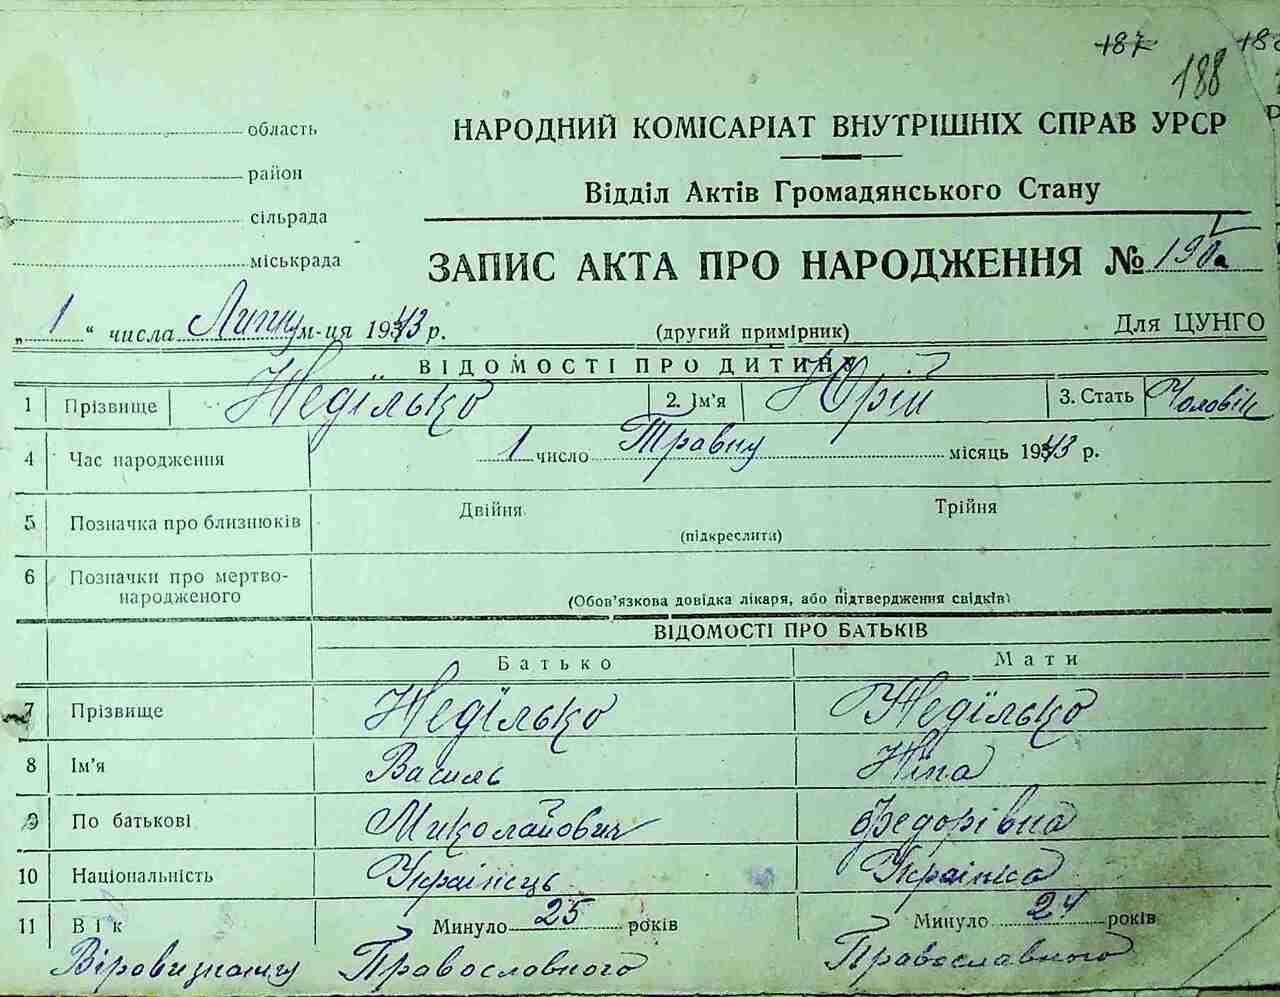 187
188
область
район
сільрада
міськрада
НАРОДНИЙ КОМІСАРІАТ ВНУТРІШНІХ СПРАВ УРСР
Відділ Актів Громадянського Стану
ЗАПИС АКТА ПРО НАРОДЖЕННЯ №
„ 1 “ числа Липцу м-ця 1943 р. (другий примірник) Для ЦУНГО
ВІДОМОСТІ ПРО ДИТИНУ
1 Прізвище Неділько 2. Ім'я Юрій 3. Стать Чоловік
4 Час народження 1 число Травну місяць 1943 р.
5 Позначка про близнюків Двійня Трійня
(підкреслити)
6 Позначки про мертво-
народженого (Обов'язкова довідка лікаря, або підтвердження свідків)
ВІДОМОСТІ ПРО БАТЬКІВ
Батько Мати
7 Прізвище Неділько Неділько
8 Ім'я Василь Ніна
9 По батькові Миколайович Федорівна
10 Національність Українець Українка
11 Вік Минуло 25 років Минуло 24 років
Віровизнанну Православного Православного